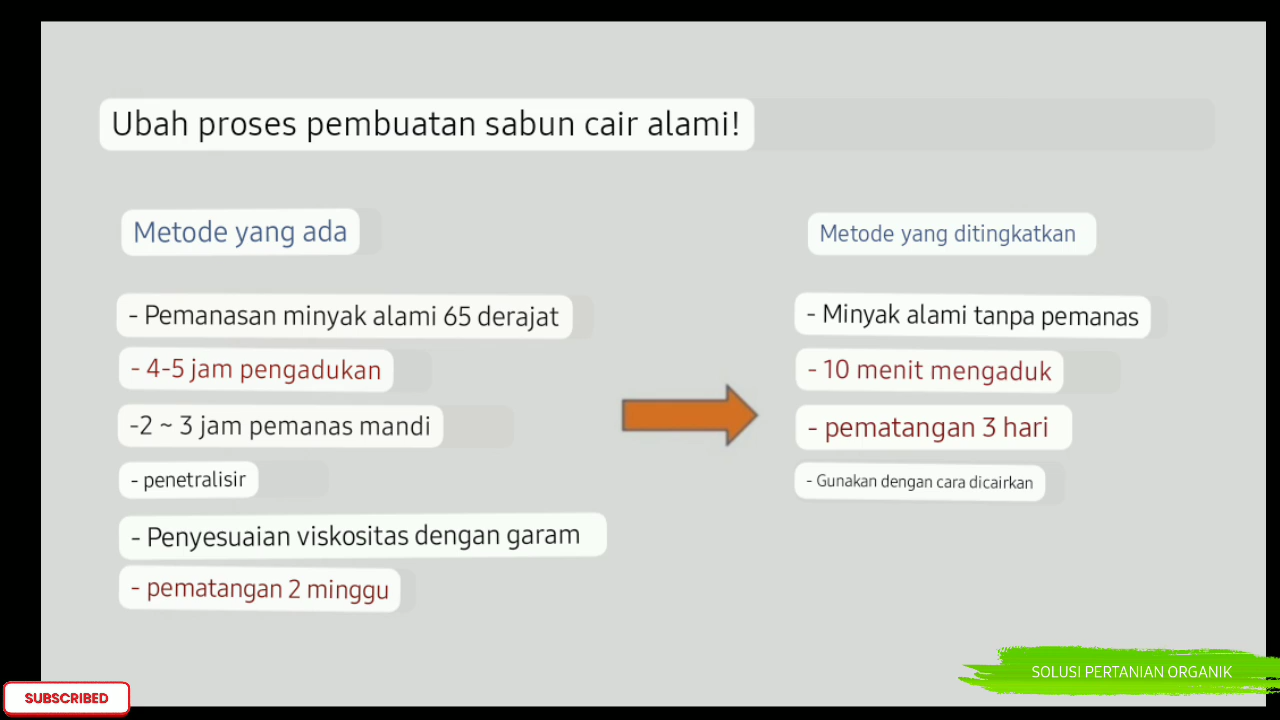 Ubah proses pembuatan sabun cair alami!
Metode yang ada
- Pemanasan minyak alami 65 derajat
- 4-5 jam pengadukan
-2 ~ 3 jam pemanas mandi
- penetralisir
- Penyesuaian viskositas dengan garam
- pematangan 2 minggu
Metode yang ditingkatkan
- Minyak alami tanpa pemanas
- 10 menit mengaduk
- pematangan 3 hari
- Gunakan dengan cara dicairkan
SOLUSI PERTANIAN ORGANIK
SUBSCRIBED